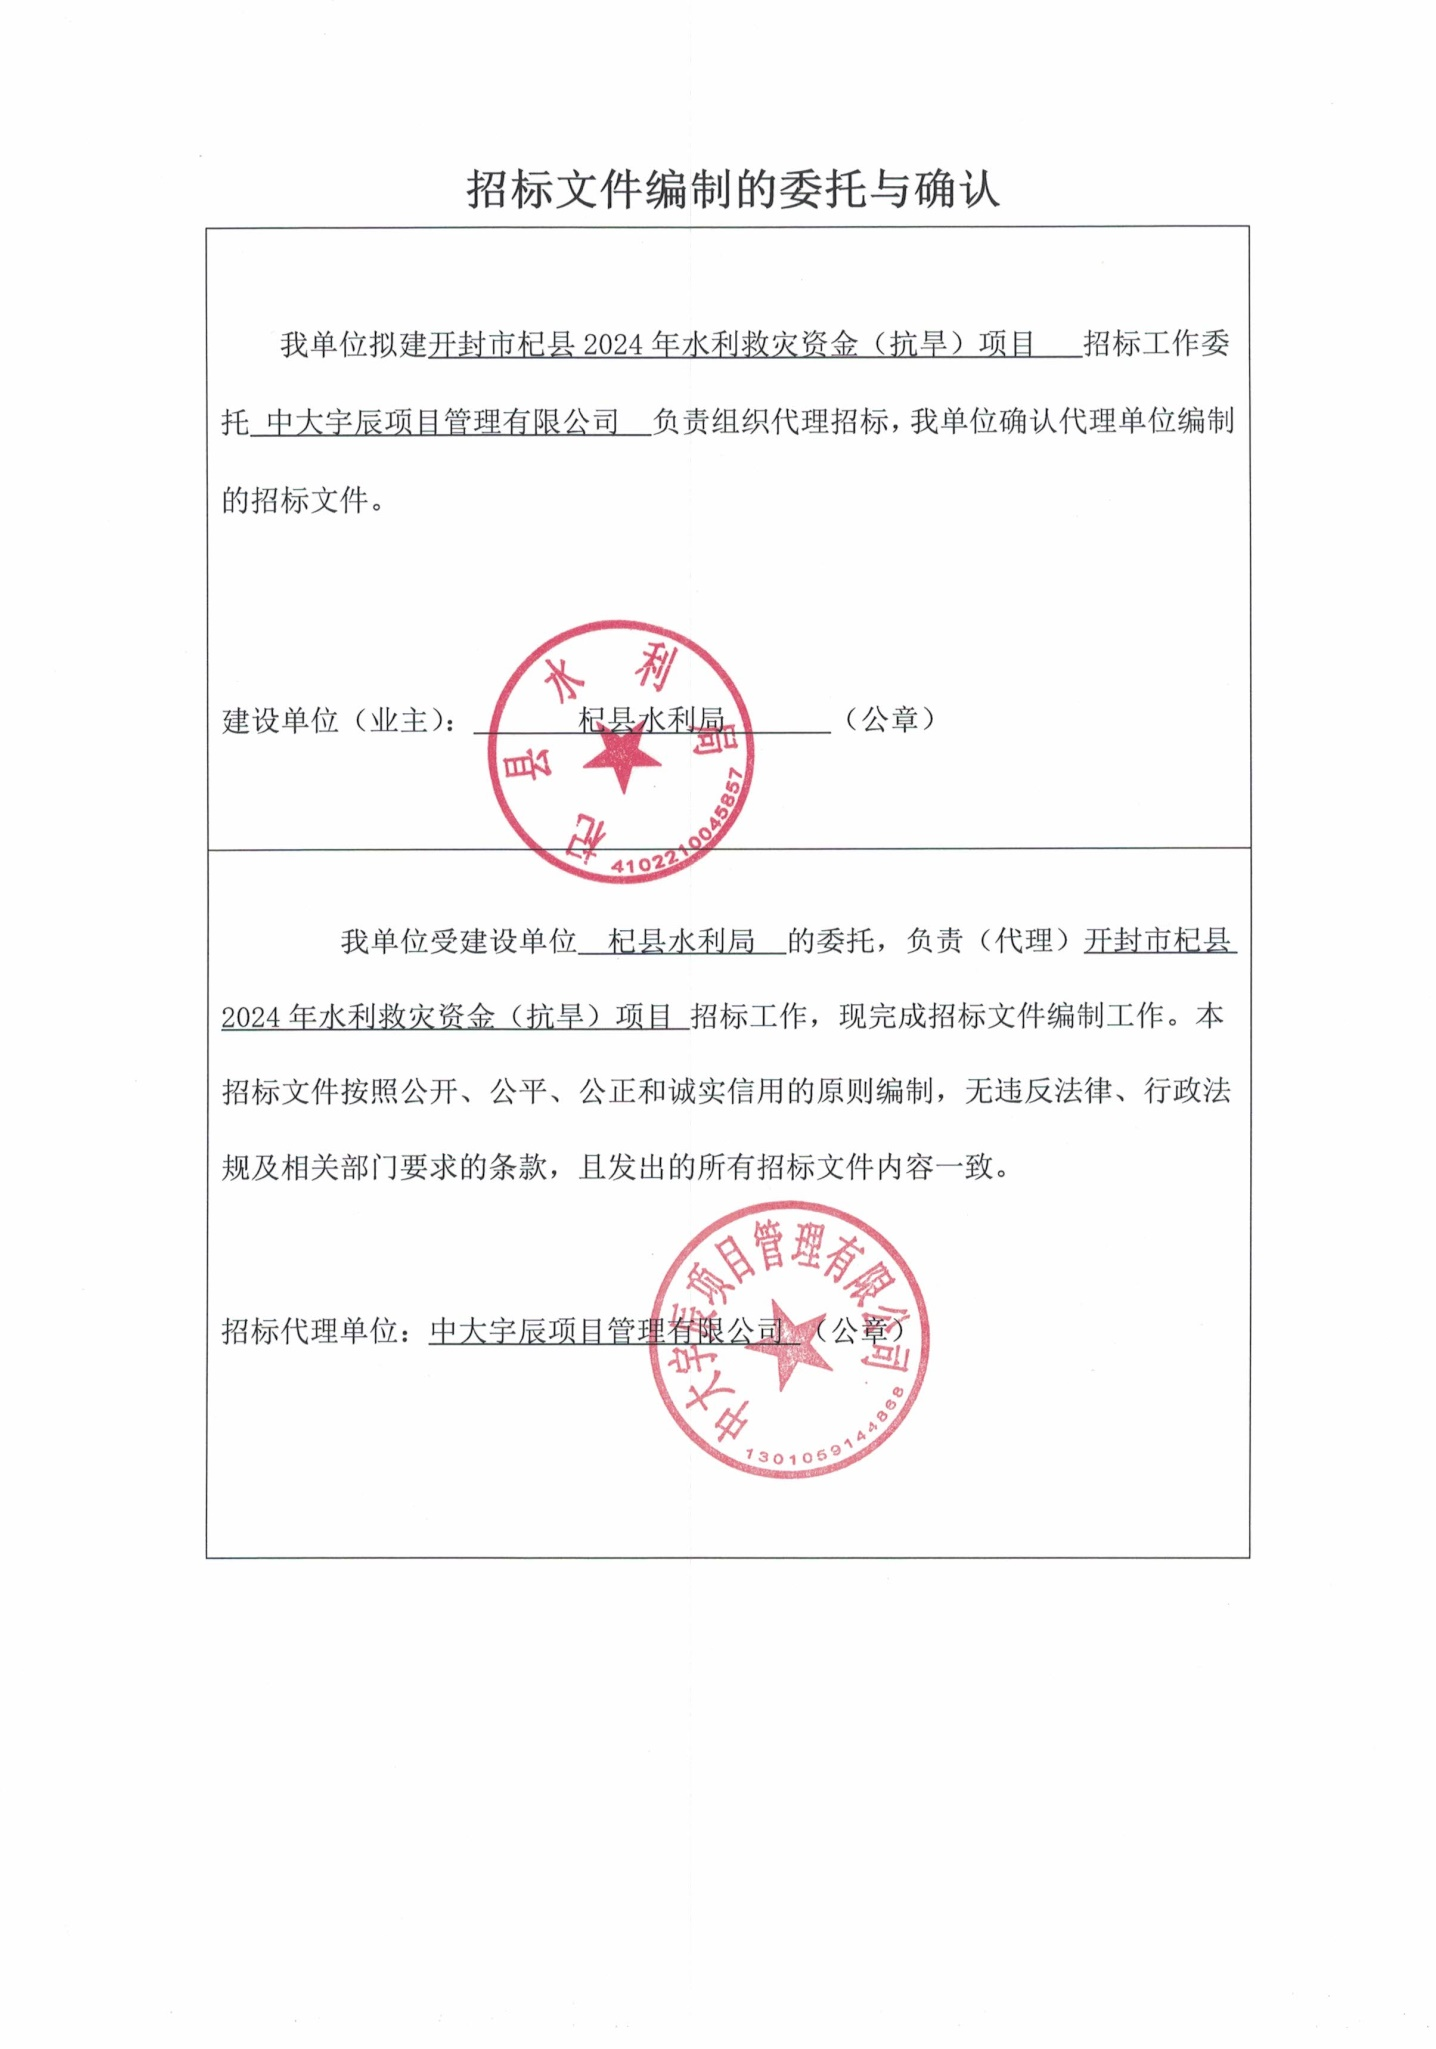 招标文件编制的委托与确认
我单位拟建开封市杞县 2024 年水利救灾资金（抗旱）项目 招标工作委
托 中大宇辰项目管理有限公司 负责组织代理招标，我单位确认代理单位编制
的招标文件。
建设单位（业主）： 杞县水利局 （公章）
杞县水利局
4102210045857
我单位受建设单位 杞县水利局 的委托，负责（代理）开封市杞县
2024 年水利救灾资金（抗旱）项目 招标工作，现完成招标文件编制工作。本
招标文件按照公开、公平、公正和诚实信用的原则编制，无违反法律、行政法
规及相关部门要求的条款，且发出的所有招标文件内容一致。
招标代理单位：中大宇辰项目管理有限公司 （公章）
中大宇辰项目管理有限公司
1301059144868